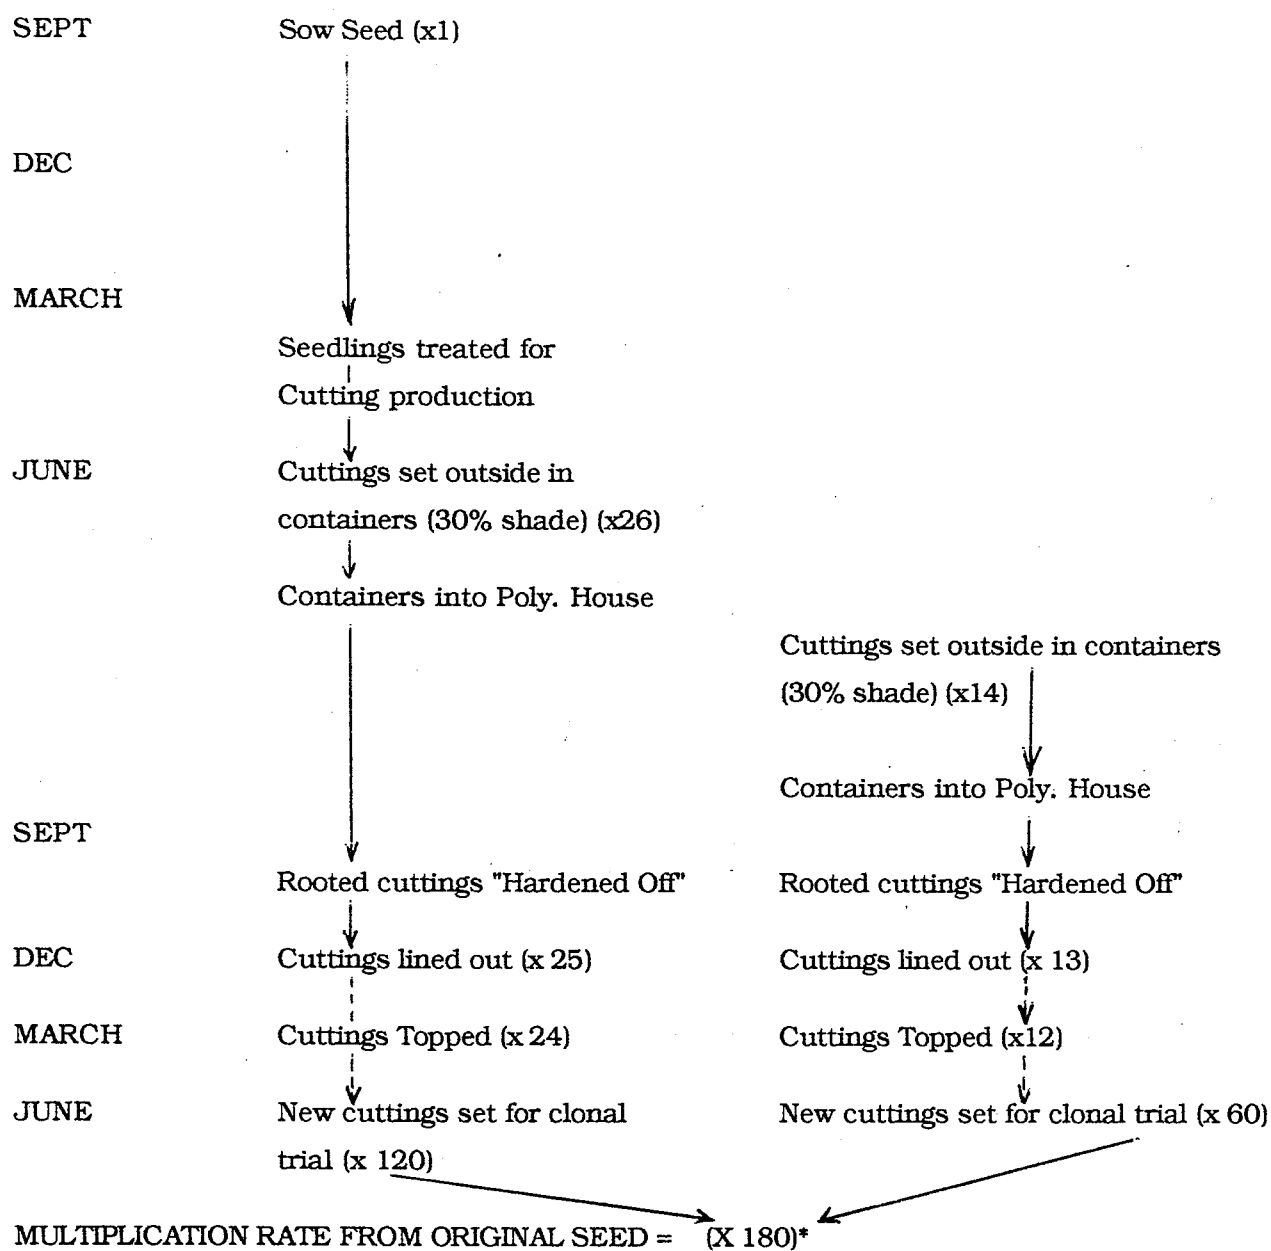 SEPT Sow Seed (x1)
DEC
MARCH
Seedlings treated for
Cutting production
JUNE Cuttings set outside in
containers (30% shade) (x26)
Containers into Poly. House
Cuttings set outside in containers
(30% shade) (x14)
Containers into Poly. House
SEPT
Rooted cuttings "Hardened Off" Rooted cuttings "Hardened Off"
DEC Cuttings lined out (x 25) Cuttings lined out (x 13)
MARCH Cuttings Topped (x 24) Cuttings Topped (x12)
JUNE New cuttings set for clonal New cuttings set for clonal trial (x 60)
trial (x 120)
MULTIPLICATION RATE FROM ORIGINAL SEED = (X 180)*